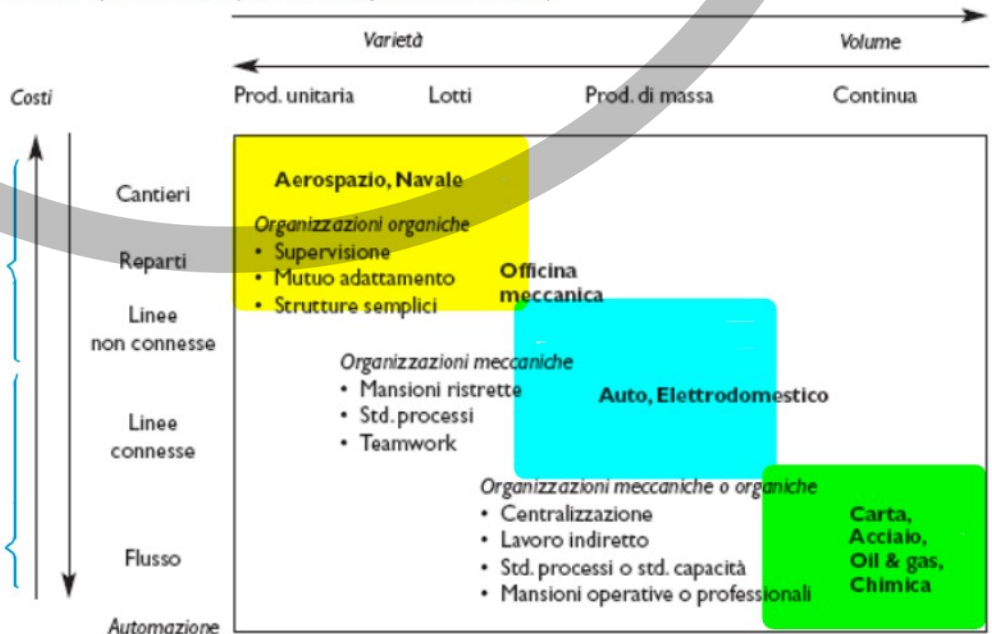 Varietà
Volume
Costi
Prod. unitaria
Lotti
Prod. di massa
Continua
Cantieri
Reparti
Linee
non connesse
Linee
connesse
Flusso
Automazione
Aerospazio, Navale
Organizzazioni organiche
• Supervisione
• Mutuo adattamento
• Strutture semplici
Officina
meccanica
Organizzazioni meccaniche
• Mansioni ristrette
• Std. processi
• Teamwork
Auto, Elettrodomestico
Organizzazioni meccaniche o organiche
• Centralizzazione
• Lavoro indiretto
• Std. processi o std. capacità
• Mansioni operative o professionali
Carta,
Acciaio,
Oil & gas,
Chimica